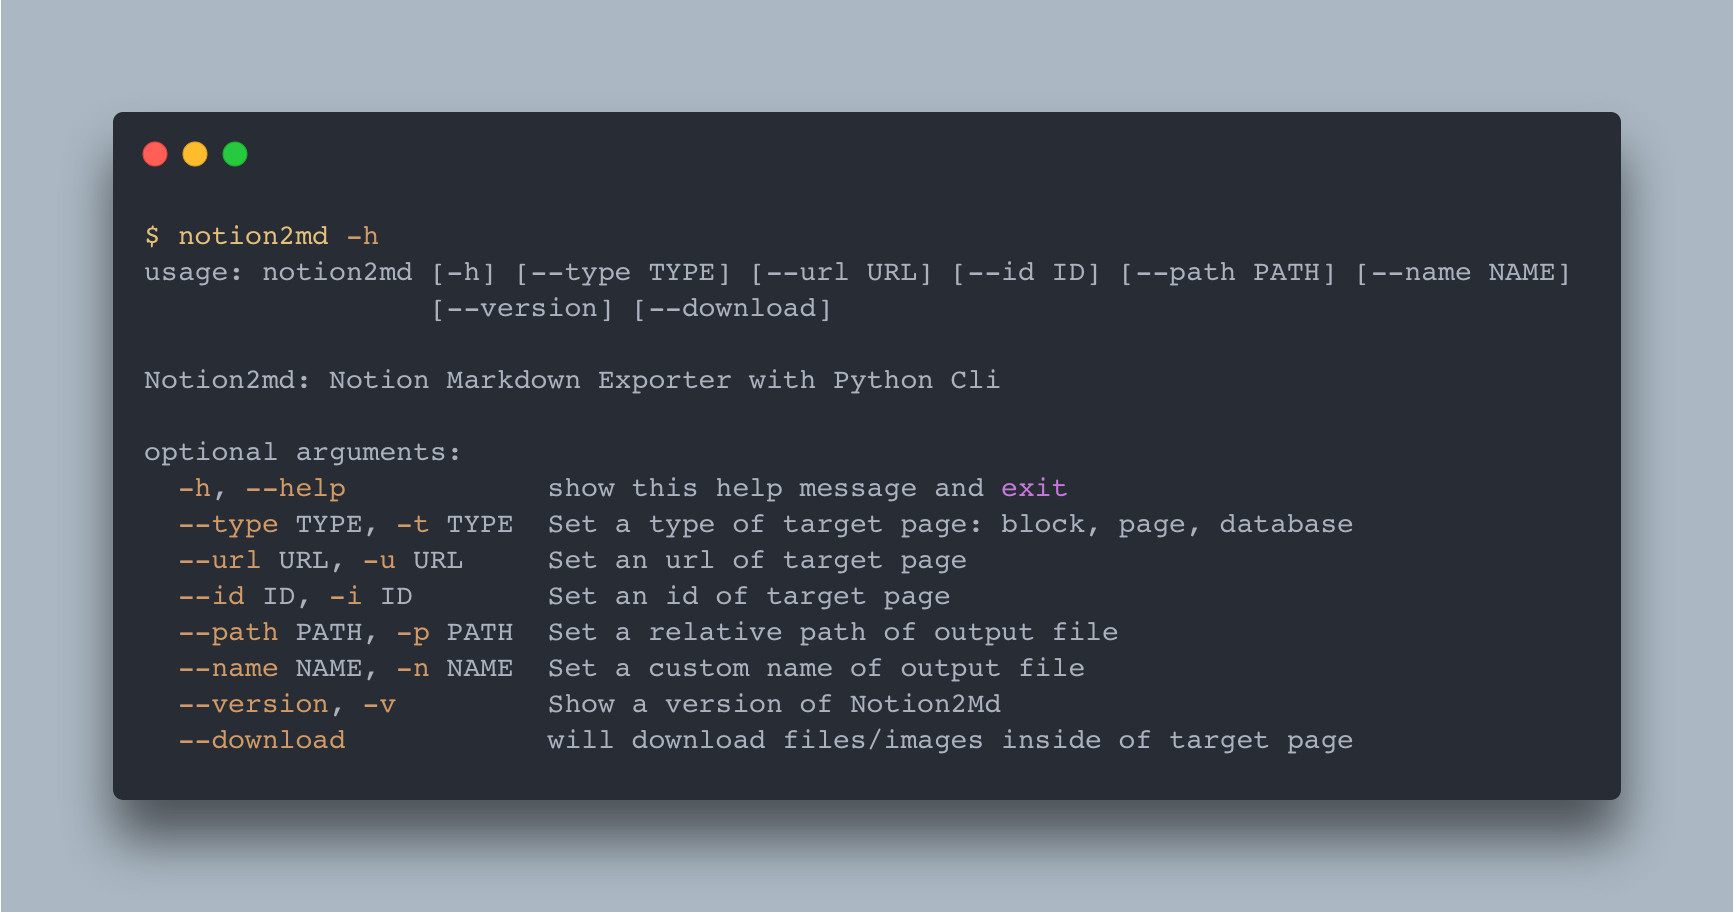 $ notion2md -h
usage: notion2md [-h] [--type TYPE] [--url URL] [--id ID] [--path PATH] [--name NAME]
                 [--version] [--download]

Notion2md: Notion Markdown Exporter with Python Cli

optional arguments:
  -h, --help            show this help message and exit
  --type TYPE, -t TYPE  Set a type of target page: block, page, database
  --url URL, -u URL     Set an url of target page
  --id ID, -i ID        Set an id of target page
  --path PATH, -p PATH  Set a relative path of output file
  --name NAME, -n NAME  Set a custom name of output file
  --version, -v         Show a version of Notion2Md
  --download            will download files/images inside of target page